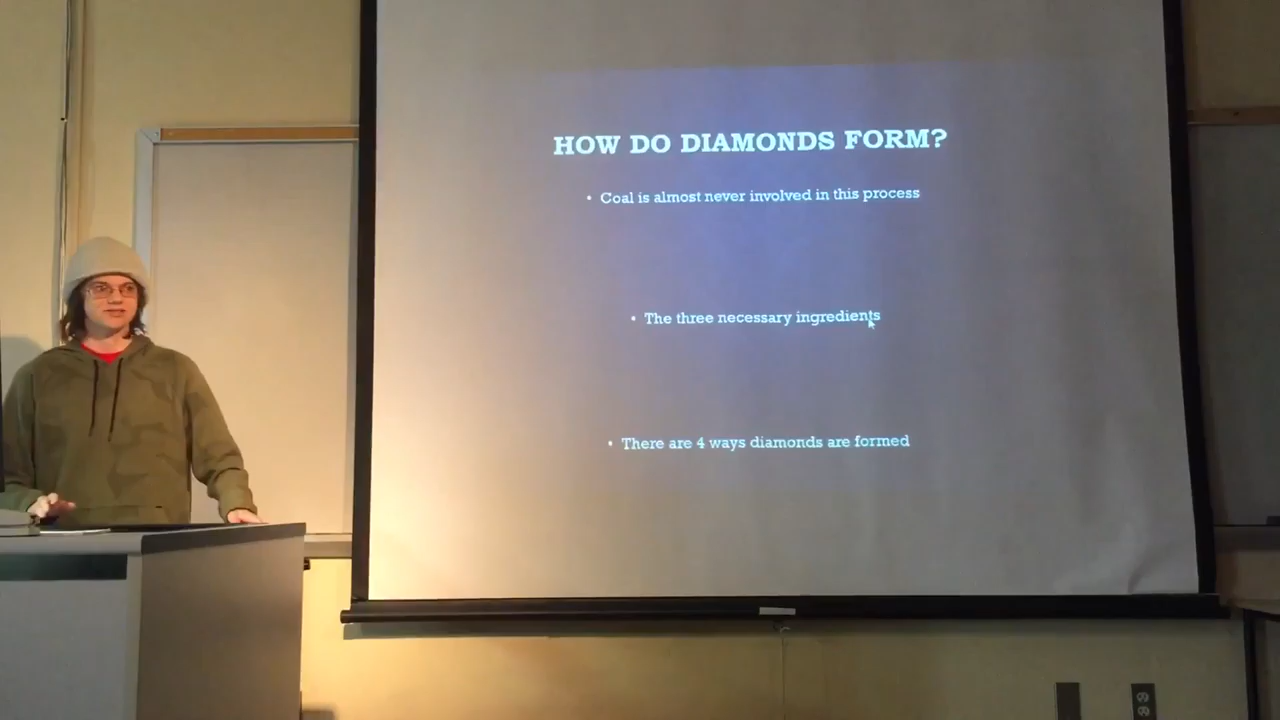 HOW DO DIAMONDS FORM?
• Coal is almost never involved in this process
• The three necessary ingredients
• There are 4 ways diamonds are formed